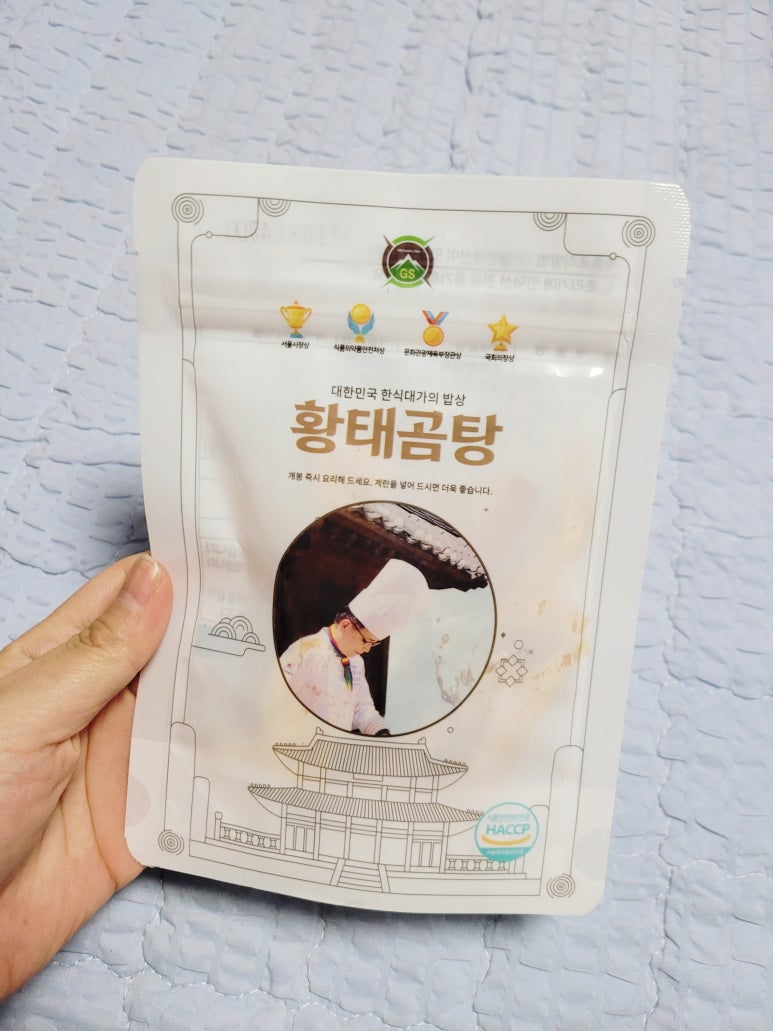 GS
서울시장상
식품의약품안전처상
문화관광체육부장관상
국회의장상
대한민국 한식대가의 밥상
황태곰탕
개봉 즉시 요리해 드세요. 계란을 넣어 드시면 더욱 좋습니다.
HACCP